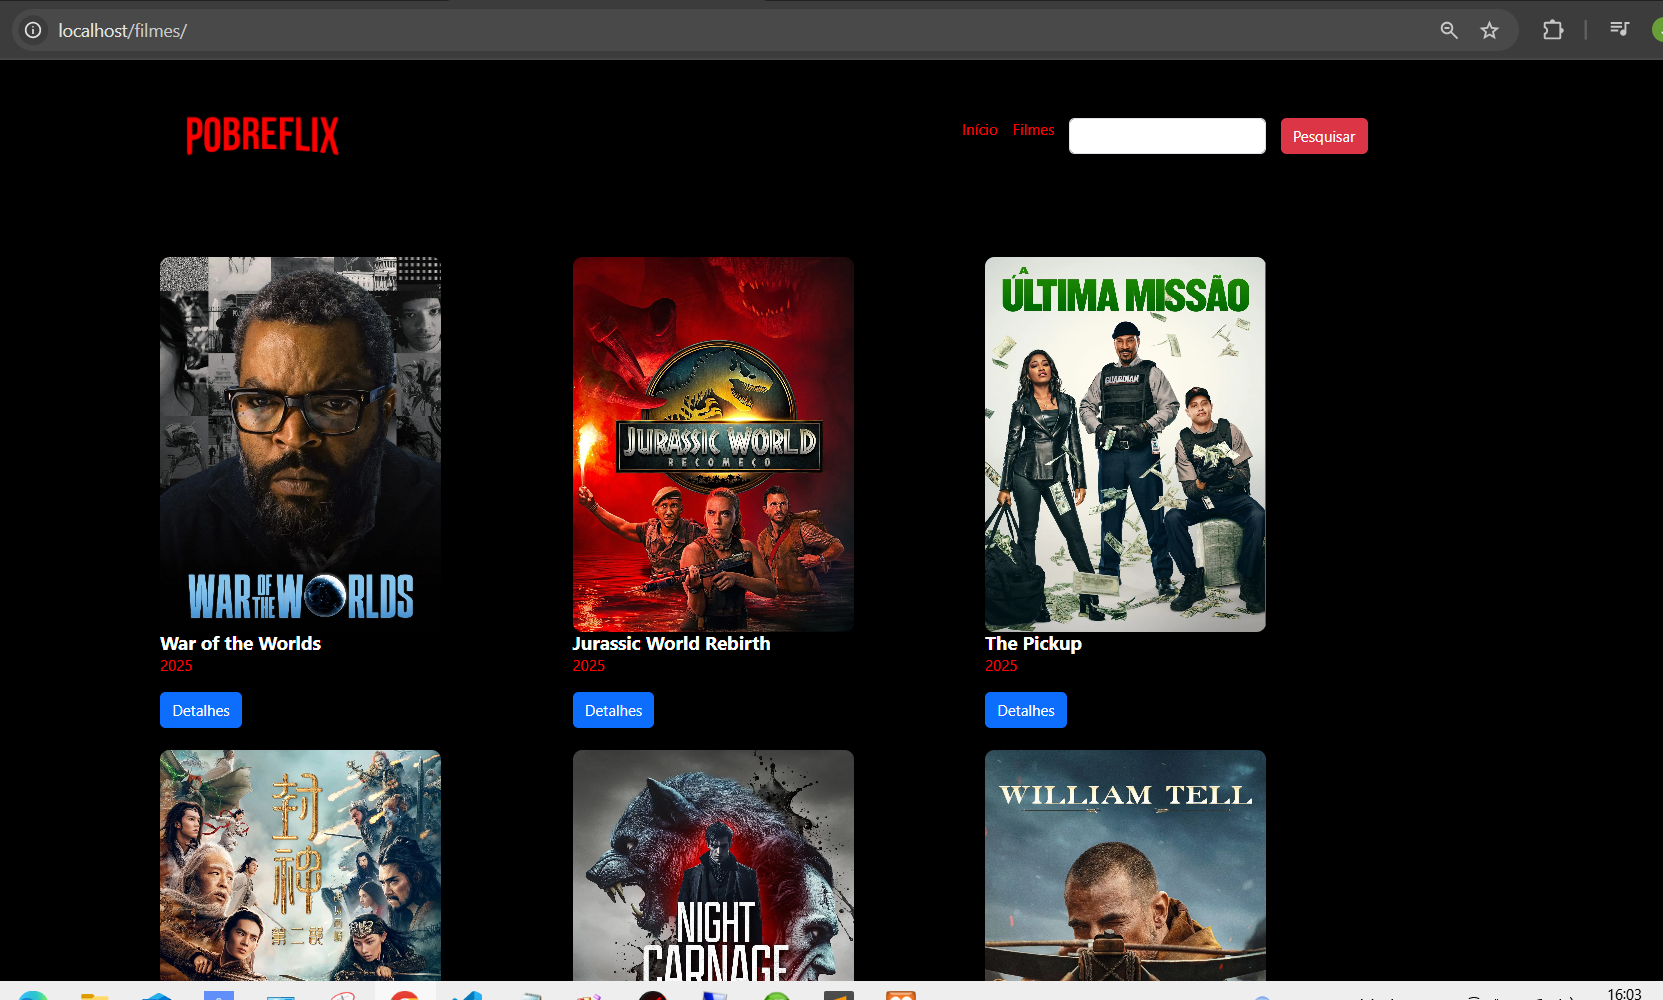 localhost/filmes/
POBREFLIX
Início Filmes Pesquisar
WAR OF THE WORLDS
JURASSIC WORLD
RECOMEÇO
A
ÚLTIMA MISSÃO
GUARDIAN
War of the Worlds
2025
Detalhes
Jurassic World Rebirth
2025
Detalhes
The Pickup
2025
Detalhes
封神
第二部
NIGHT
CARNAGE
WILLIAM TELL
16:03